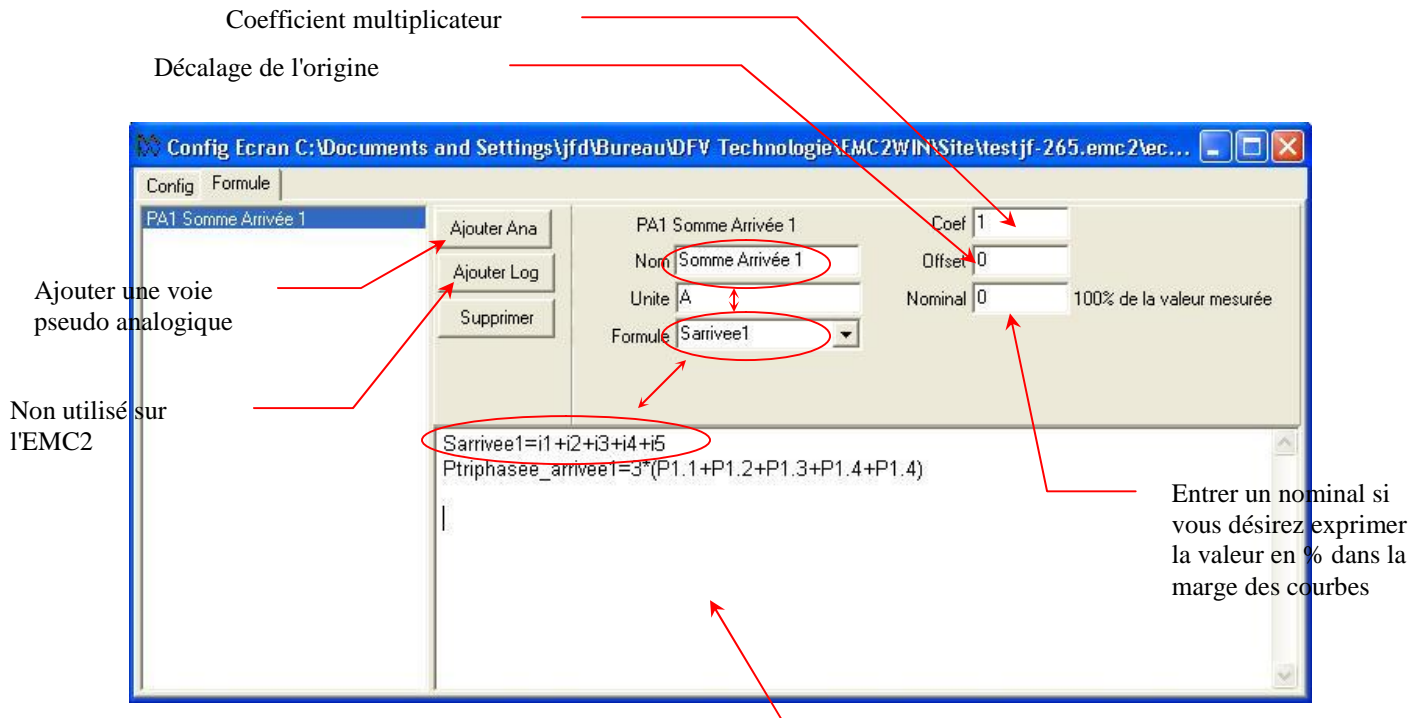 Coefficient multiplicateur
Décalage de l'origine
Config Ecran C:\Documents and Settings\jfd\Bureau\DFV Technologie\EMC2WIN\Site\testjf-265.emc2\ec...
Config Formule
PA1 Somme Arrivée 1
Ajouter Ana
Ajouter Log
Supprimer
PA1 Somme Arrivée 1
Nom Somme Arrivée 1
Unite A
Formule Sarrivee1
Coef 1
Offset 0
Nominal 0 100% de la valeur mesurée
Ajouter une voie
pseudo analogique
Non utilisé sur
l'EMC2
Sarrivee1=i1+i2+i3+i4+i5
Ptriphasee_arrivee1=3*(P1.1+P1.2+P1.3+P1.4+P1.4)
Entrer un nominal si
vous désirez exprimer
la valeur en % dans la
marge des courbes